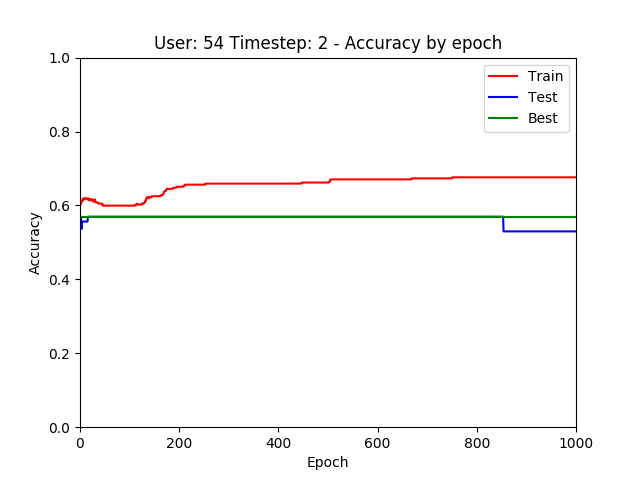 User: 54 Timestep: 2 - Accuracy by epoch
1.0
0.8
0.6
0.4
0.2
0.0
Accuracy
0 200 400 600 800 1000
Epoch
Train
Test
Best